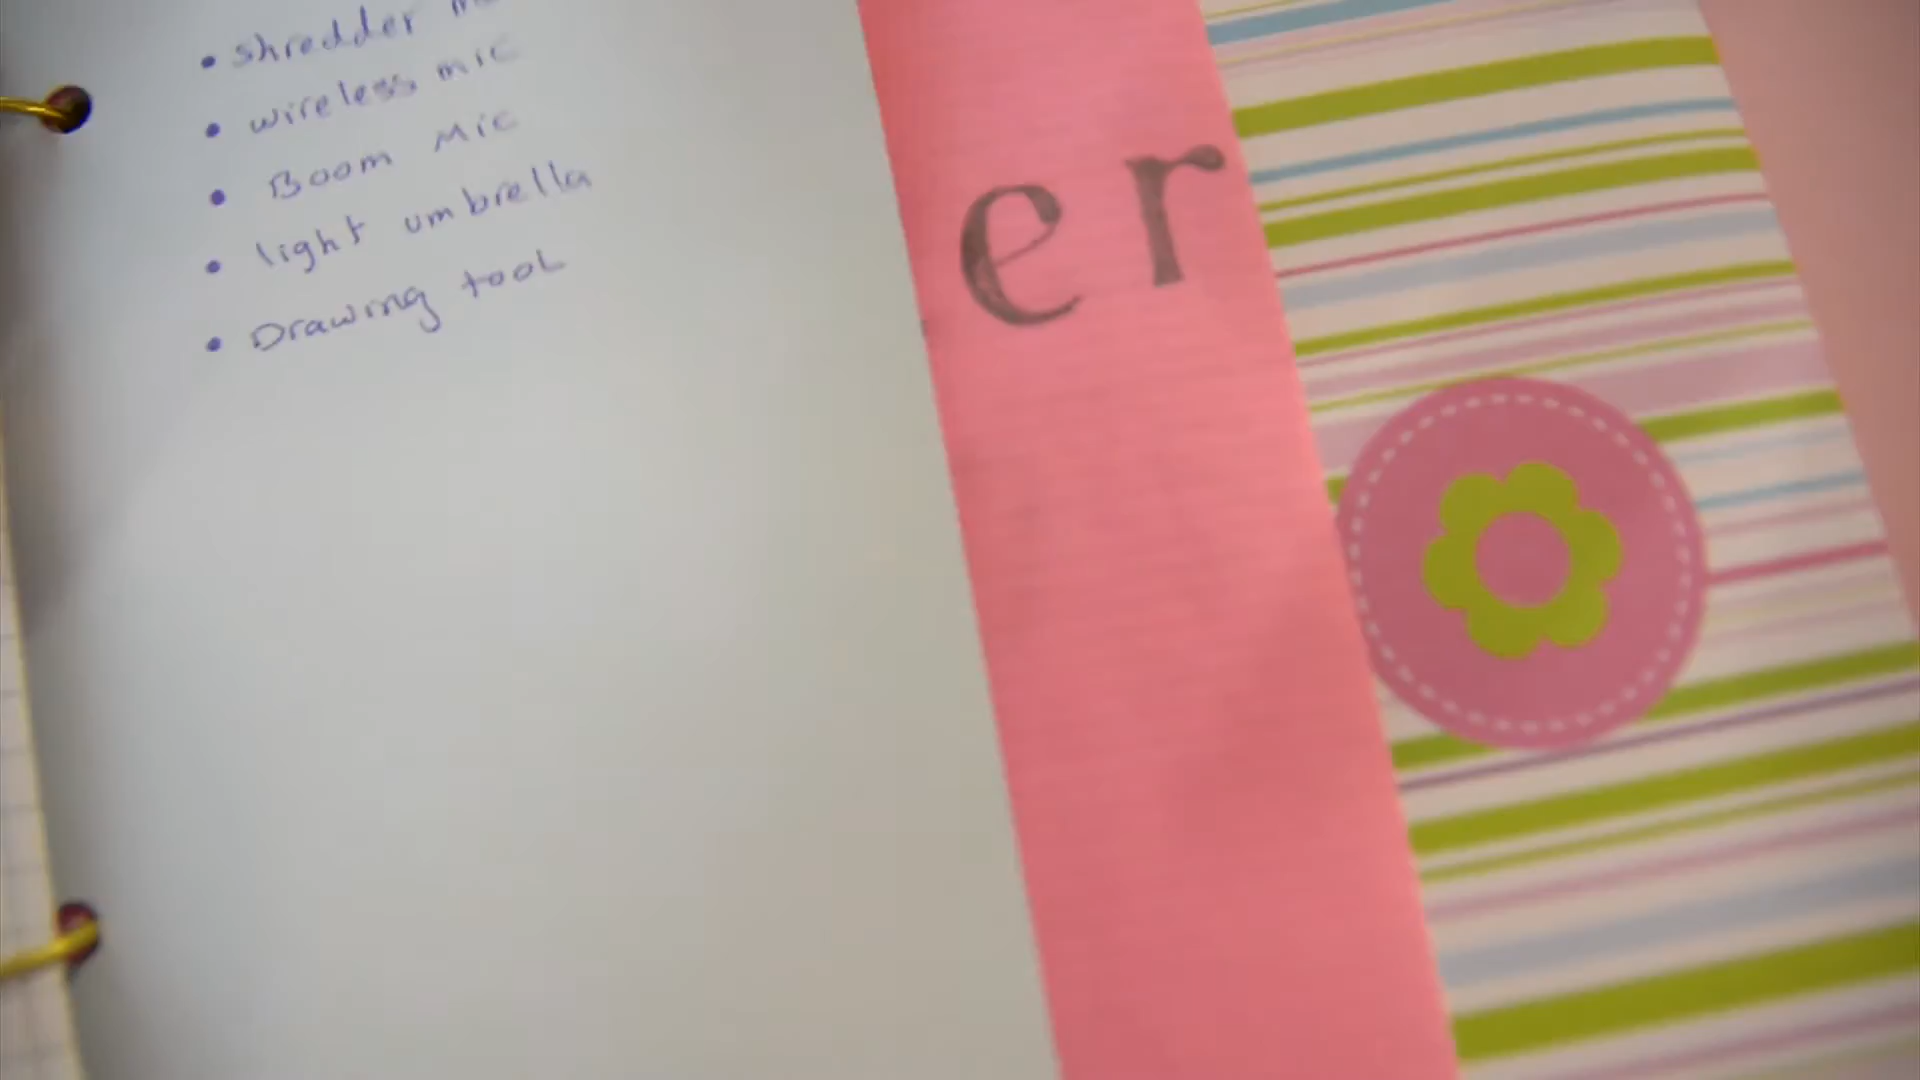 • shredder
• wireless mic
• Boom Mic
• light umbrella
• Drawing tool
er